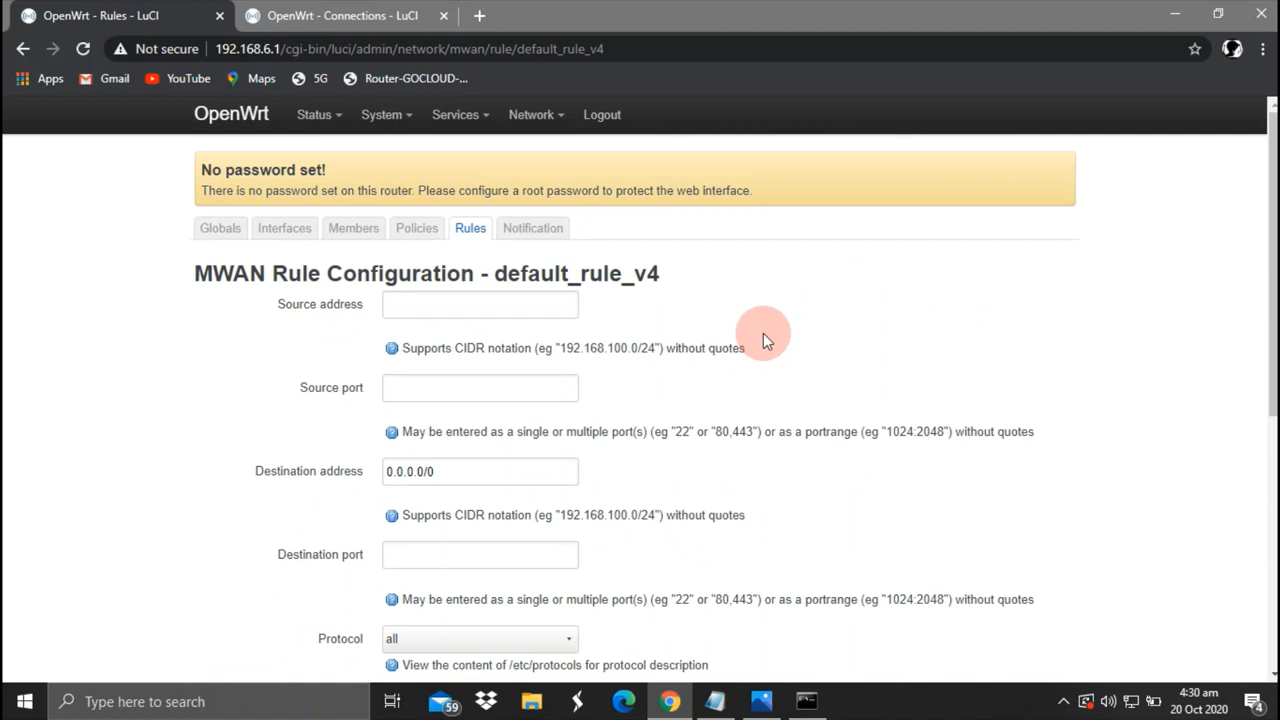 OpenWrt - Rules - LuCI
OpenWrt - Connections - LuCI
Not secure
192.168.6.1/cgi-bin/luci/admin/network/mwan/rule/default_rule_v4
Apps Gmail YouTube Maps 5G Router-GOCLOUD-...
OpenWrt Status System Services Network Logout
No password set!
There is no password set on this router. Please configure a root password to protect the web interface.
Globals Interfaces Members Policies Rules Notification
MWAN Rule Configuration - default_rule_v4
Source address
Supports CIDR notation (eg "192.168.100.0/24") without quotes
Source port
May be entered as a single or multiple port(s) (eg "22" or "80,443") or as a portrange (eg "1024:2048") without quotes
Destination address 0.0.0.0/0
Supports CIDR notation (eg "192.168.100.0/24") without quotes
Destination port
May be entered as a single or multiple port(s) (eg "22" or "80,443") or as a portrange (eg "1024:2048") without quotes
Protocol all
View the content of /etc/protocols for protocol description
Type here to search
59
4:30 am
20 Oct 2020
4